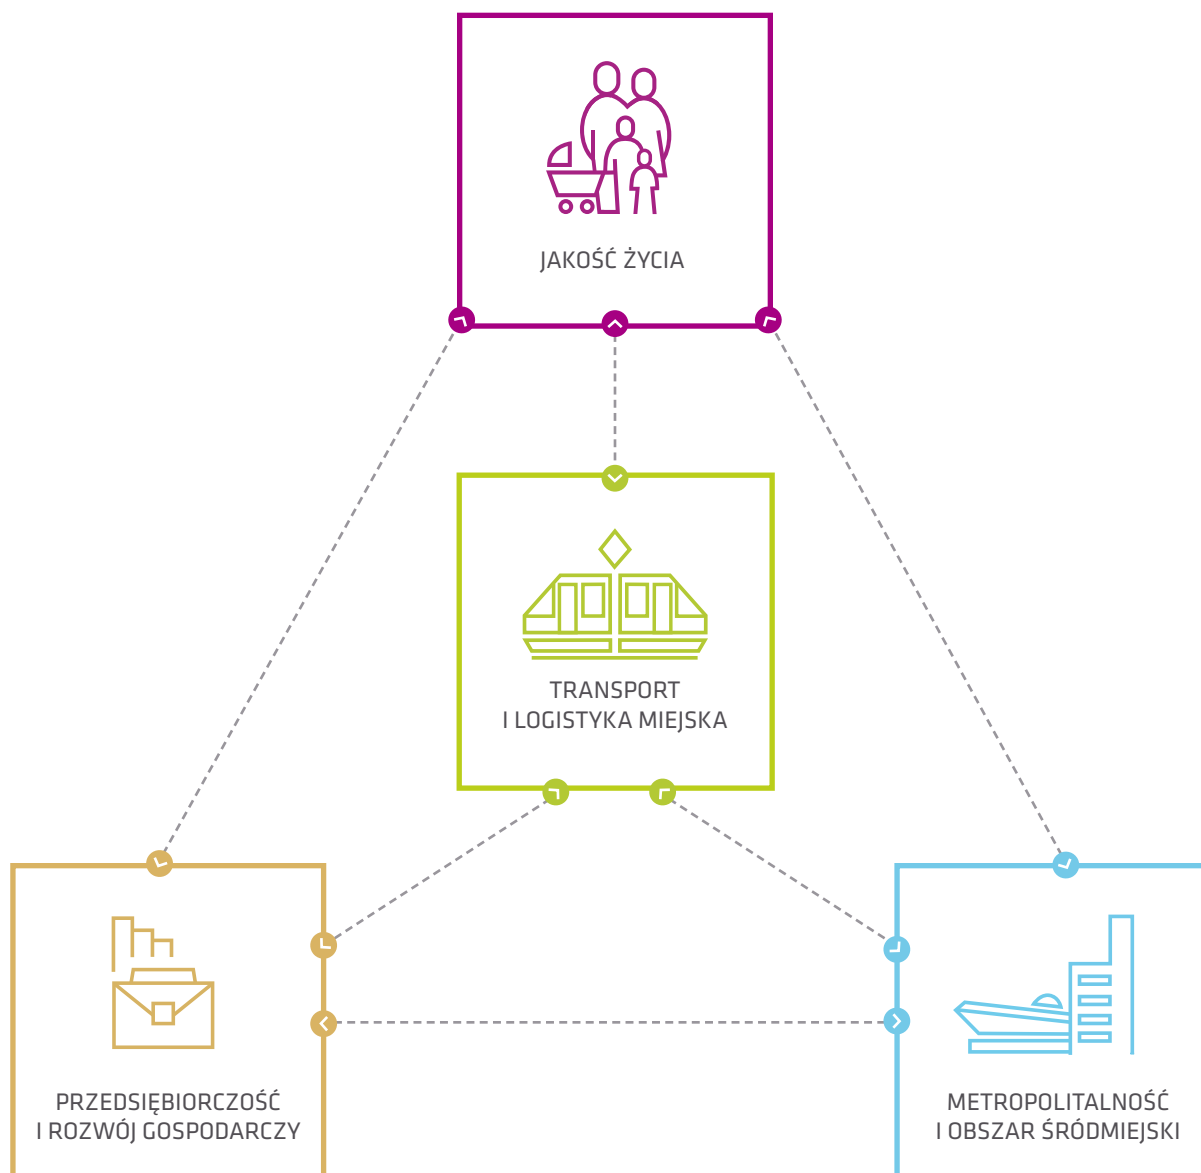 JAKOŚĆ ŻYCIA
TRANSPORT
I LOGISTYKA MIEJSKA
PRZEDSIĘBIORCZOŚĆ
I ROZWÓJ GOSPODARCZY
METROPOLITALNOŚĆ
I OBSZAR ŚRÓDMIEJSKI